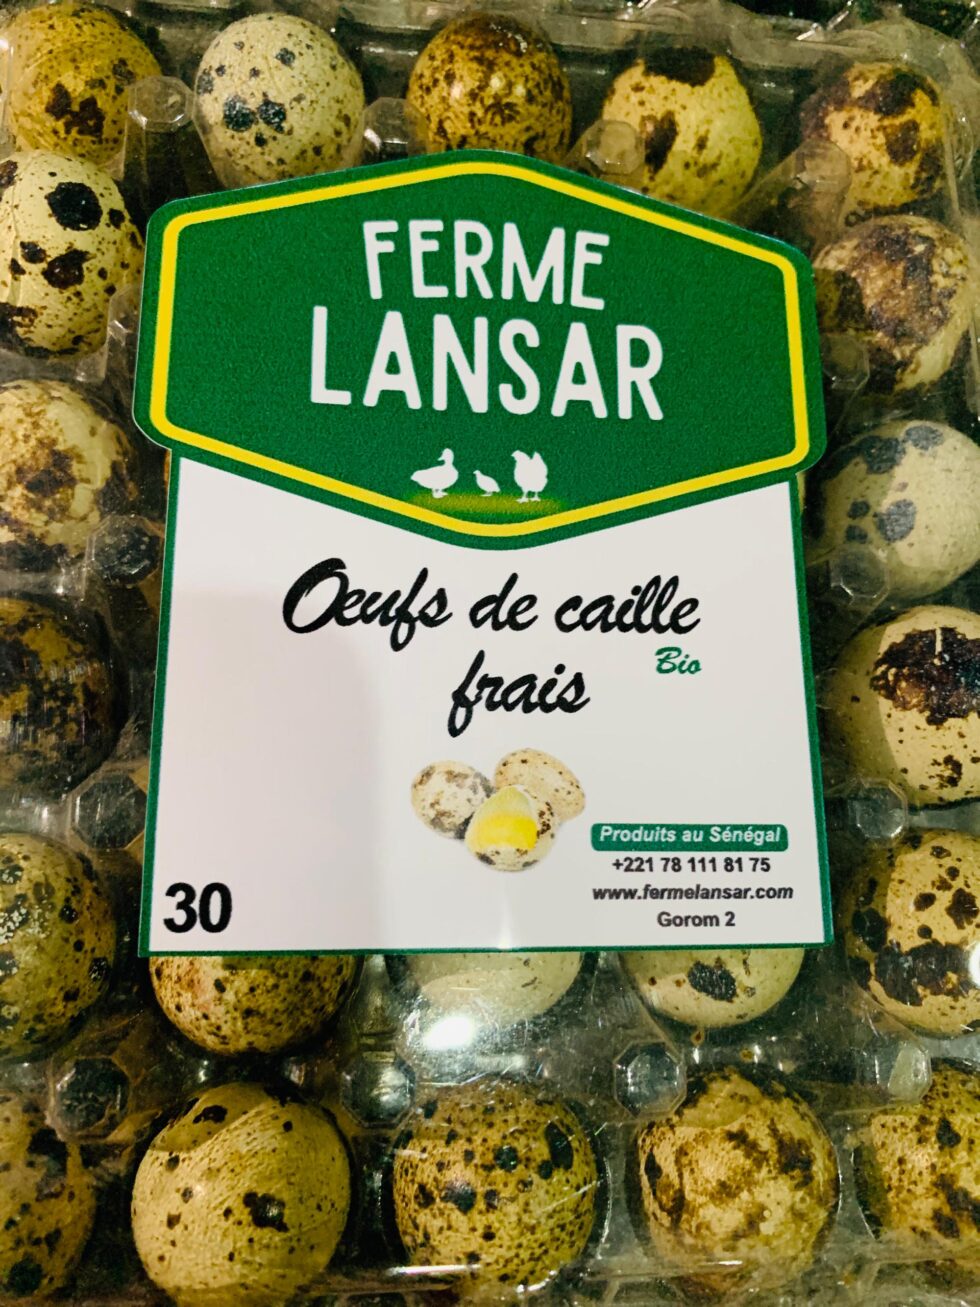 FERME
LANSAR
Œufs de caille
Bio
frais
Produits au Sénégal
+221 78 111 81 75
www.fermelansar.com
Gorom 2
30